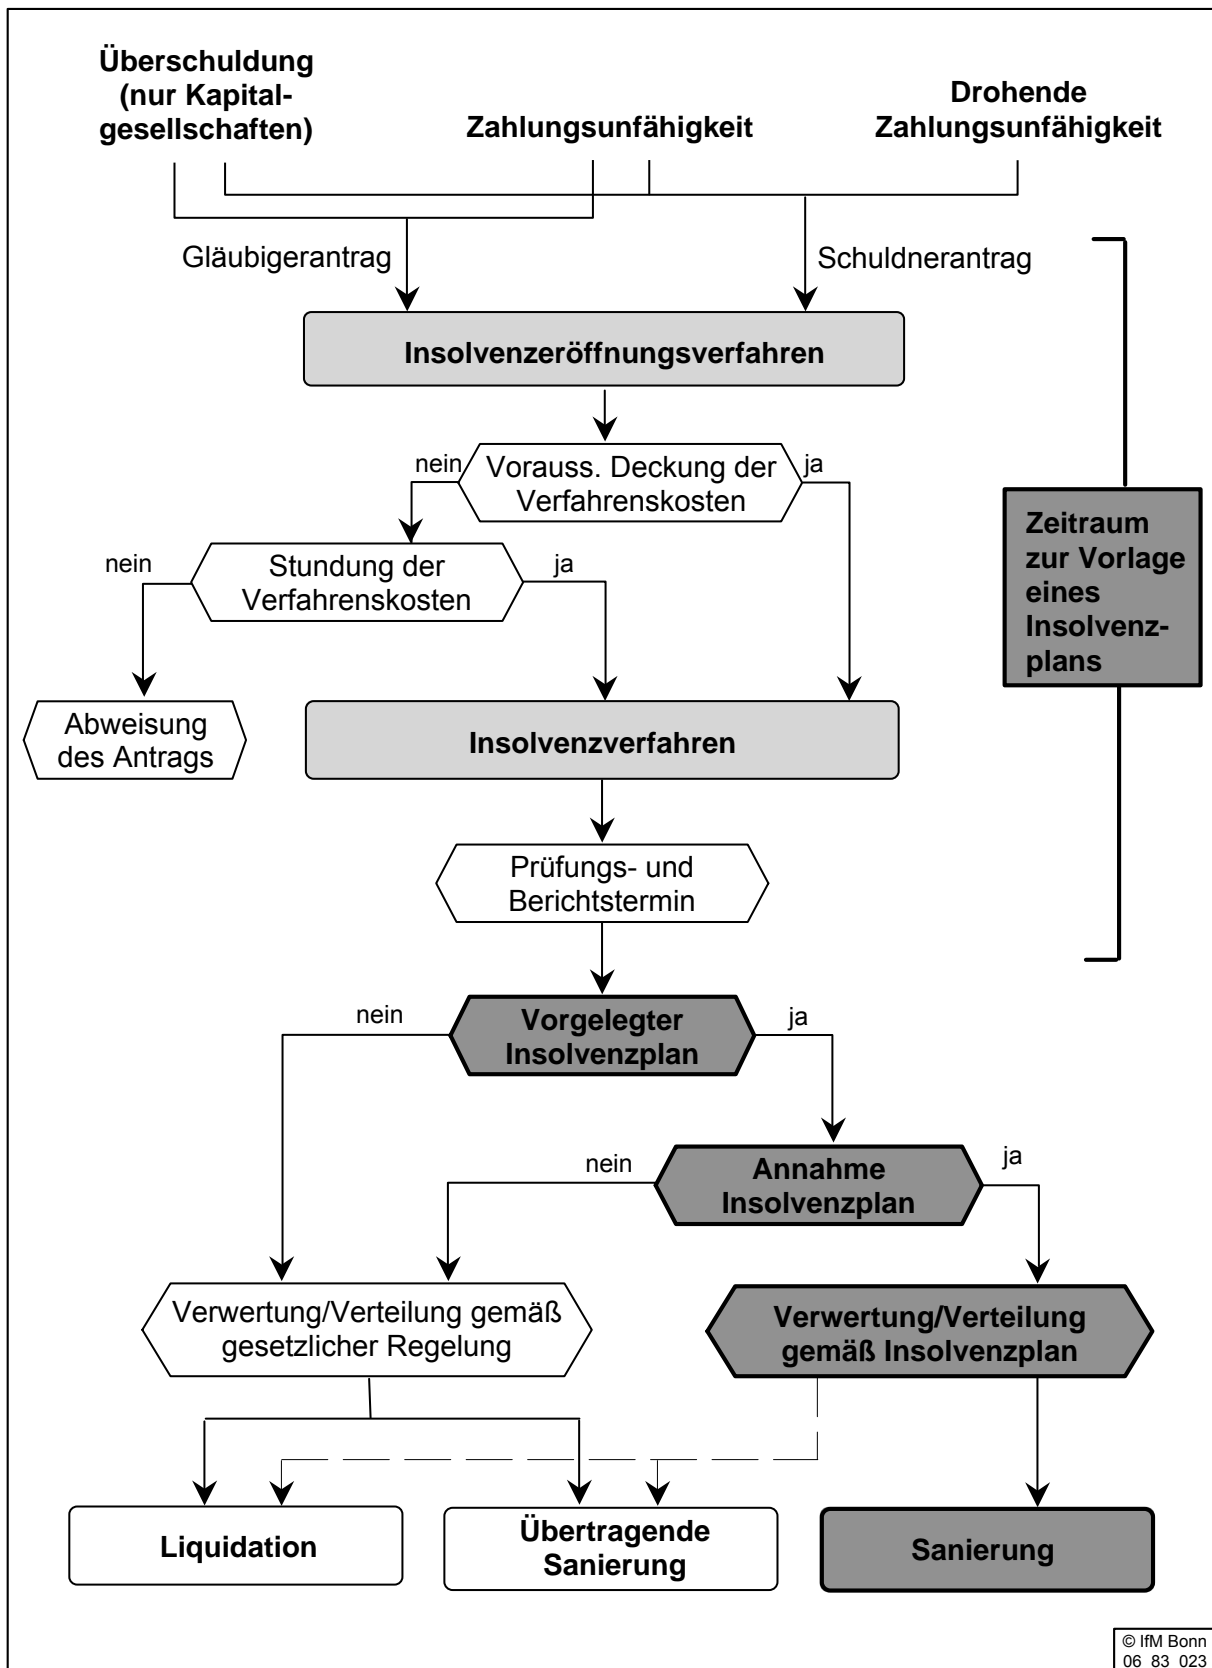 Überschuldung
(nur Kapital-
gesellschaften)
Zahlungsunfähigkeit
Drohende
Zahlungsunfähigkeit
Gläubigerantrag
Schuldnerantrag
Insolvenzeröffnungsverfahren
nein
Vorauss. Deckung der
Verfahrenskosten
ja
Zeitraum
zur Vorlage
eines
Insolvenz-
plans
nein
Stundung der
Verfahrenskosten
ja
Abweisung
des Antrags
Insolvenzverfahren
Prüfungs- und
Berichtstermin
nein
Vorgelegter
Insolvenzplan
ja
nein
Annahme
Insolvenzplan
ja
Verwertung/Verteilung gemäß
gesetzlicher Regelung
Verwertung/Verteilung
gemäß Insolvenzplan
Liquidation
Übertragende
Sanierung
Sanierung
© IfM Bonn
06 83 023